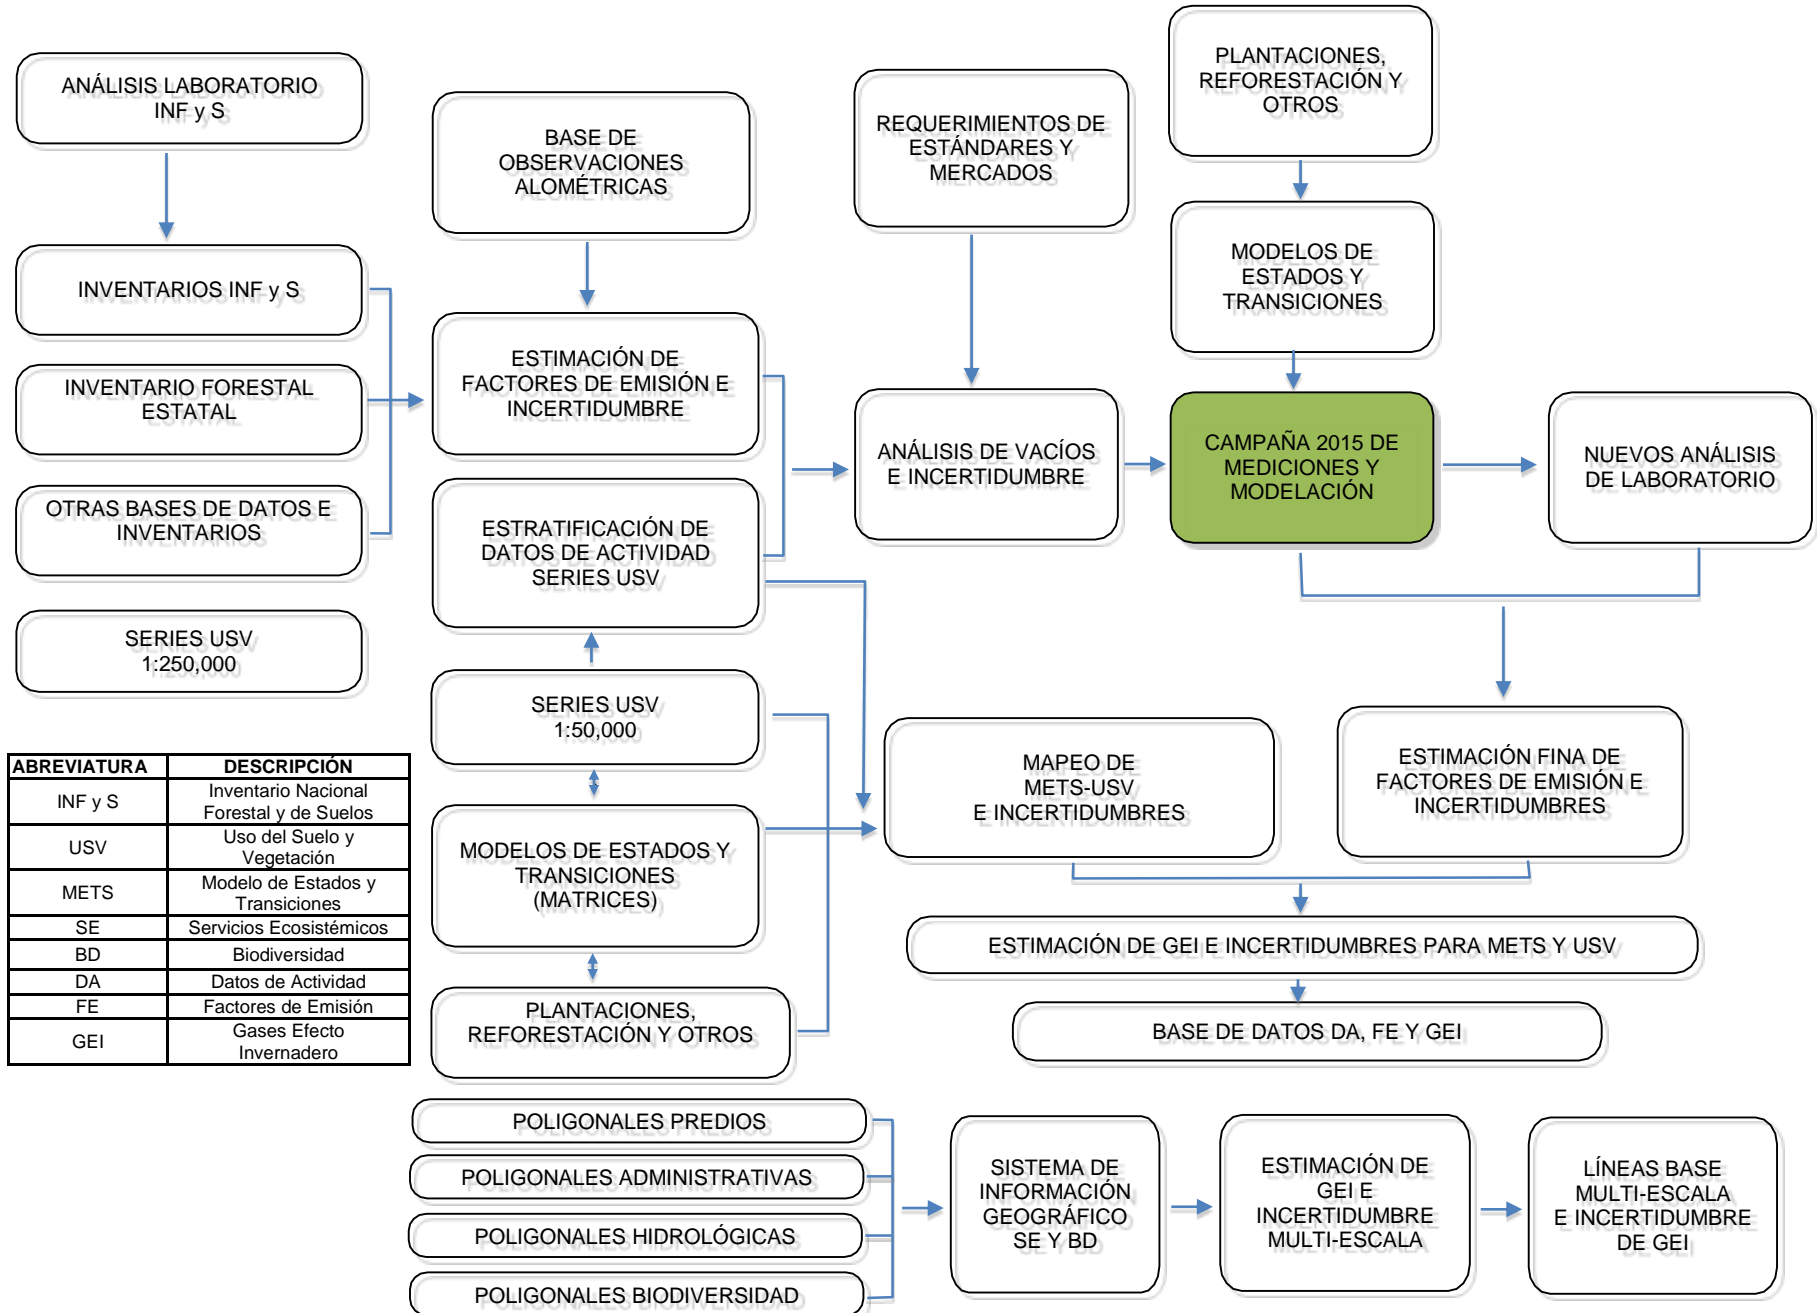 ANÁLISIS LABORATORIO
INF y S
INVENTARIOS INF y S
INVENTARIO FORESTAL
ESTATAL
OTRAS BASES DE DATOS E
INVENTARIOS
SERIES USV
1:250,000
ABREVIATURA DESCRIPCIÓN
INF y S Inventario Nacional
Forestal y de Suelos
USV Uso del Suelo y
Vegetación
METS Modelo de Estados y
Transiciones
SE Servicios Ecosistémicos
BD Biodiversidad
DA Datos de Actividad
FE Factores de Emisión
GEI Gases Efecto
Invernadero
BASE DE
OBSERVACIONES
ALOMÉTRICAS
ESTIMACIÓN DE
FACTORES DE EMISIÓN E
INCERTIDUMBRE
ESTRATIFICACIÓN DE
DATOS DE ACTIVIDAD
SERIES USV
SERIES USV
1:50,000
MODELOS DE ESTADOS Y
TRANSICIONES
(MATRICES)
PLANTACIONES,
REFORESTACIÓN Y OTROS
REQUERIMIENTOS DE
ESTÁNDARES Y
MERCADOS
ANÁLISIS DE VACÍOS
E INCERTIDUMBRE
PLANTACIONES,
REFORESTACIÓN Y
OTROS
MODELOS DE
ESTADOS Y
TRANSICIONES
CAMPAÑA 2015 DE
MEDICIONES Y
MODELACIÓN
NUEVOS ANÁLISIS
DE LABORATORIO
MAPEO DE
METS-USV
E INCERTIDUMBRES
ESTIMACIÓN FINA DE
FACTORES DE EMISIÓN E
INCERTIDUMBRES
ESTIMACIÓN DE GEI E INCERTIDUMBRES PARA METS Y USV
BASE DE DATOS DA, FE Y GEI
POLIGONALES PREDIOS
POLIGONALES ADMINISTRATIVAS
POLIGONALES HIDROLÓGICAS
POLIGONALES BIODIVERSIDAD
SISTEMA DE
INFORMACIÓN
GEOGRÁFICO
SE Y BD
ESTIMACIÓN DE
GEI E
INCERTIDUMBRE
MULTI-ESCALA
LÍNEAS BASE
MULTI-ESCALA
E INCERTIDUMBRE
DE GEI